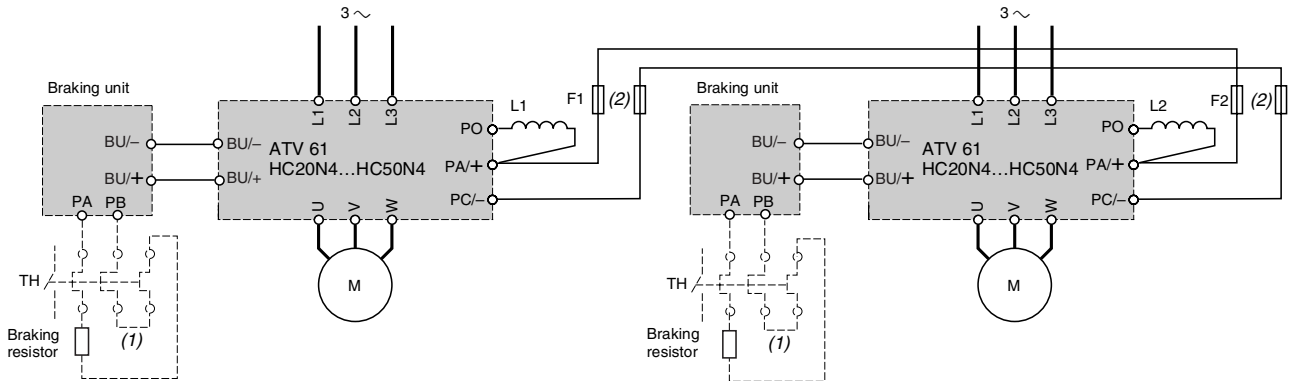 3 ~
Braking unit
L1 L2 L3
L1
F1 (2)
PO
BU/–
BU/–
ATV 61
HC20N4...HC50N4
PA/+
BU/+
BU/+
PC/–
PA PB
U V W
TH
M
Braking
resistor
(1)
3 ~
Braking unit
L1 L2 L3
L2
F2 (2)
PO
BU/–
BU/–
ATV 61
HC20N4...HC50N4
PA/+
BU/+
BU/+
PC/–
PA PB
U V W
TH
M
Braking
resistor
(1)